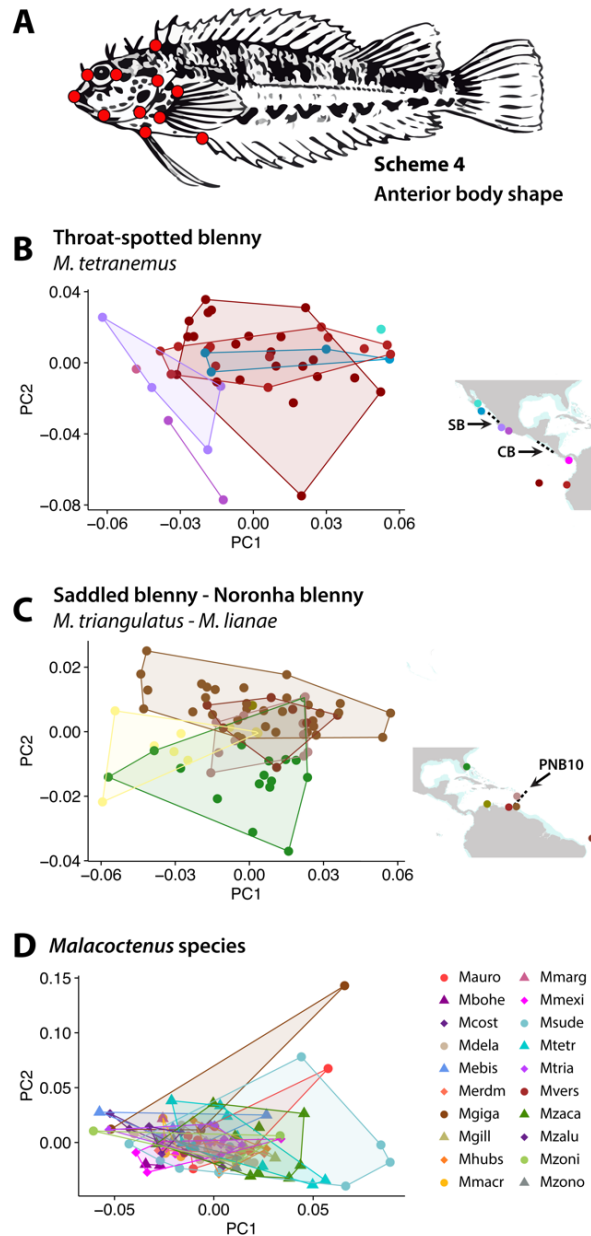 A
Scheme 4
Anterior body shape
B
Throat-spotted blenny
M. tetranemus
0.04
0.00
−0.04
−0.08
PC2
−0.06
−0.03
0.00
0.03
0.06
PC1
SB
CB
C
Saddled blenny - Noronha blenny
M. triangulatus - M. lianae
0.02
0.00
−0.02
−0.04
PC2
−0.06
−0.03
0.00
0.03
0.06
PC1
PNB10
D
Malacoctenus species
0.15
0.10
0.05
0.00
PC2
−0.05
0.00
0.05
PC1
Mauro
Mbohe
Mcost
Mdela
Mebis
Merdm
Mgiga
Mgill
Mhubs
Mmacr
Mmarg
Mmexi
Msude
Mtetr
Mtria
Mvers
Mzaca
Mzalu
Mzoni
Mzono